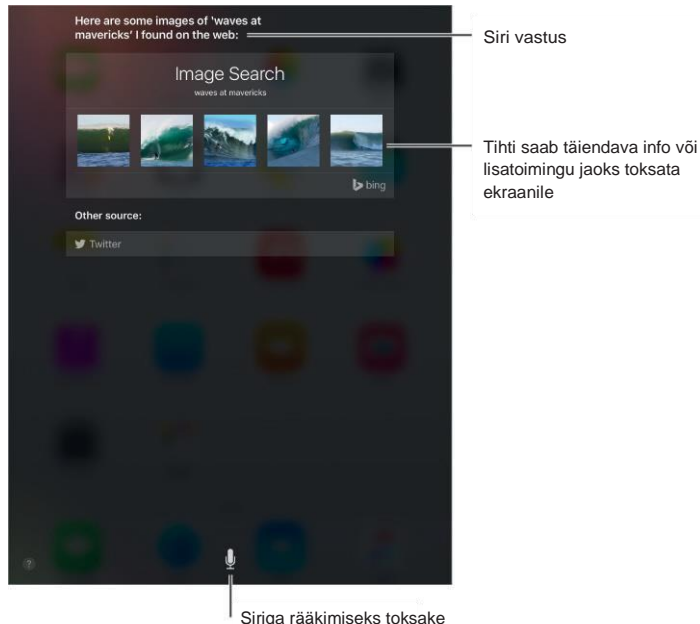 Here are some images of 'waves at
mavericks' I found on the web:
Siri vastus
Image Search
waves at mavericks
Tihti saab täiendava info või
lisatoimingu jaoks toksata
ekraanile
bing
Other source:
Twitter
?
Siriga rääkimiseks toksake